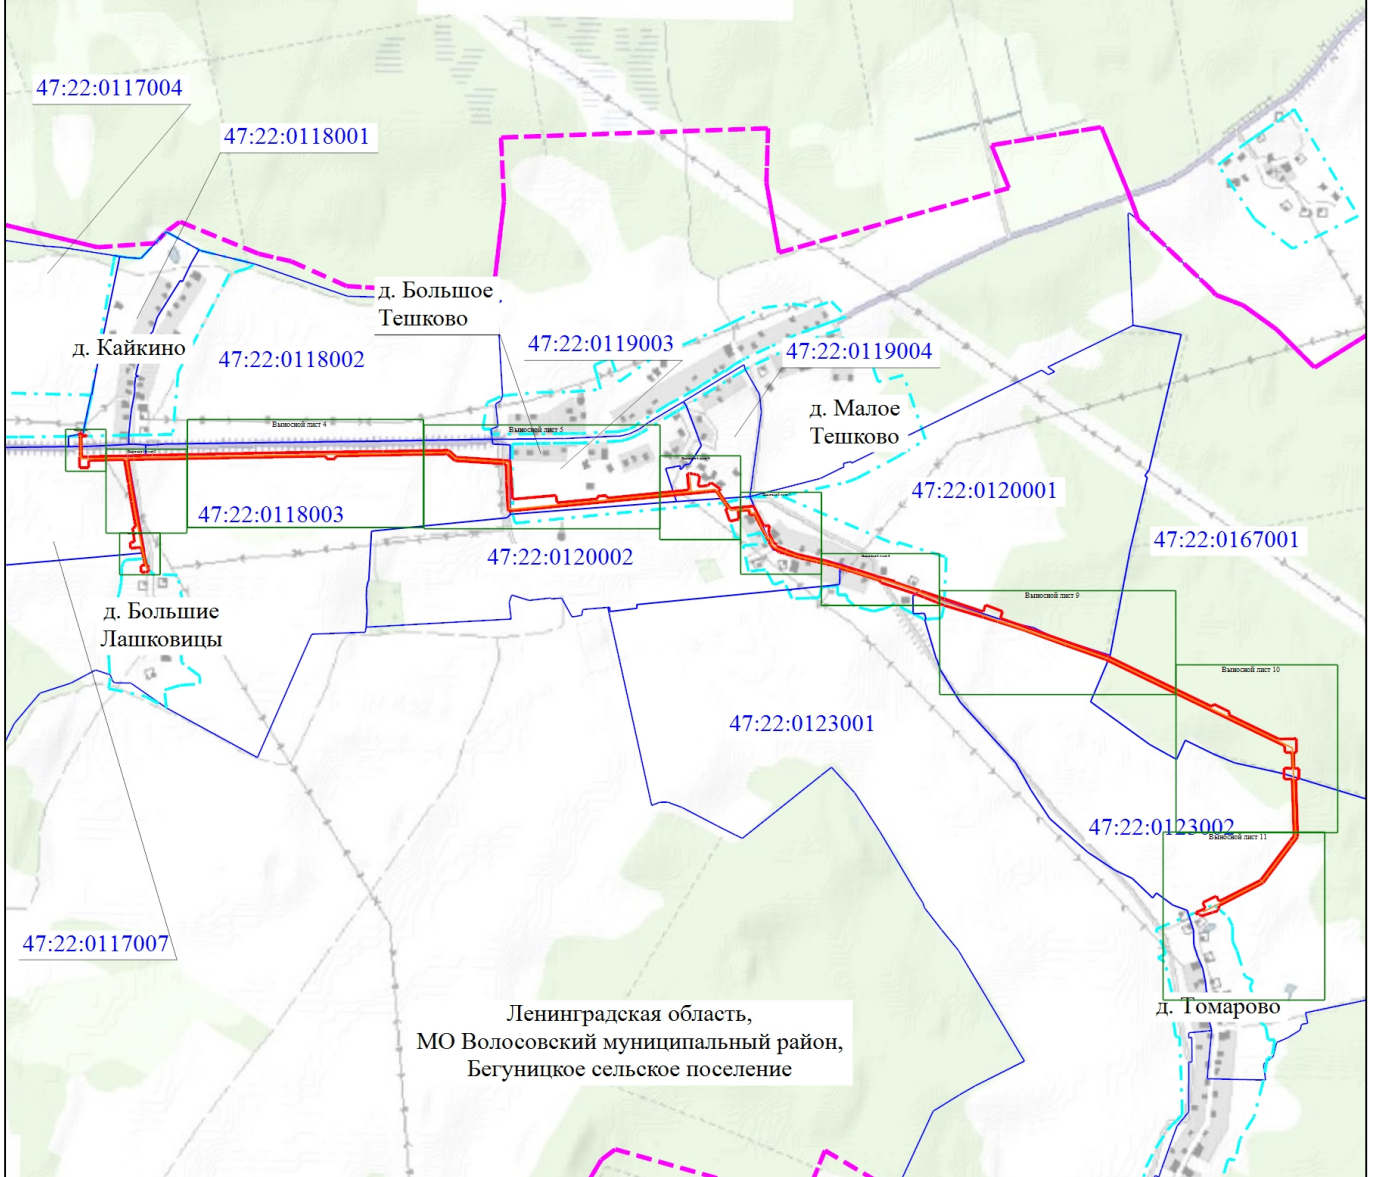 47:22:0117004
47:22:0118001
д. Большое
Тешково
д. Кайкино
47:22:0118002
47:22:0119003
47:22:0119004
д. Малое
Тешково
Выносной лист 4
Выносной лист 5
47:22:0120001
47:22:0118003
47:22:0167001
47:22:0120002
Выносной лист 9
д. Большие
Лашковицы
Выносной лист 10
47:22:0123001
47:22:0123002
Выносной лист 11
47:22:0117007
д. Томарово
Ленинградская область,
МО Волосовский муниципальный район,
Бегуницкое сельское поселение